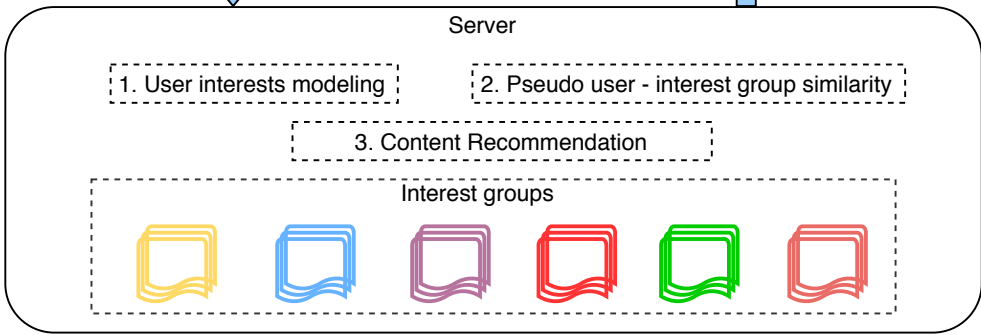 Server
1. User interests modeling
2. Pseudo user - interest group similarity
3. Content Recommendation
Interest groups